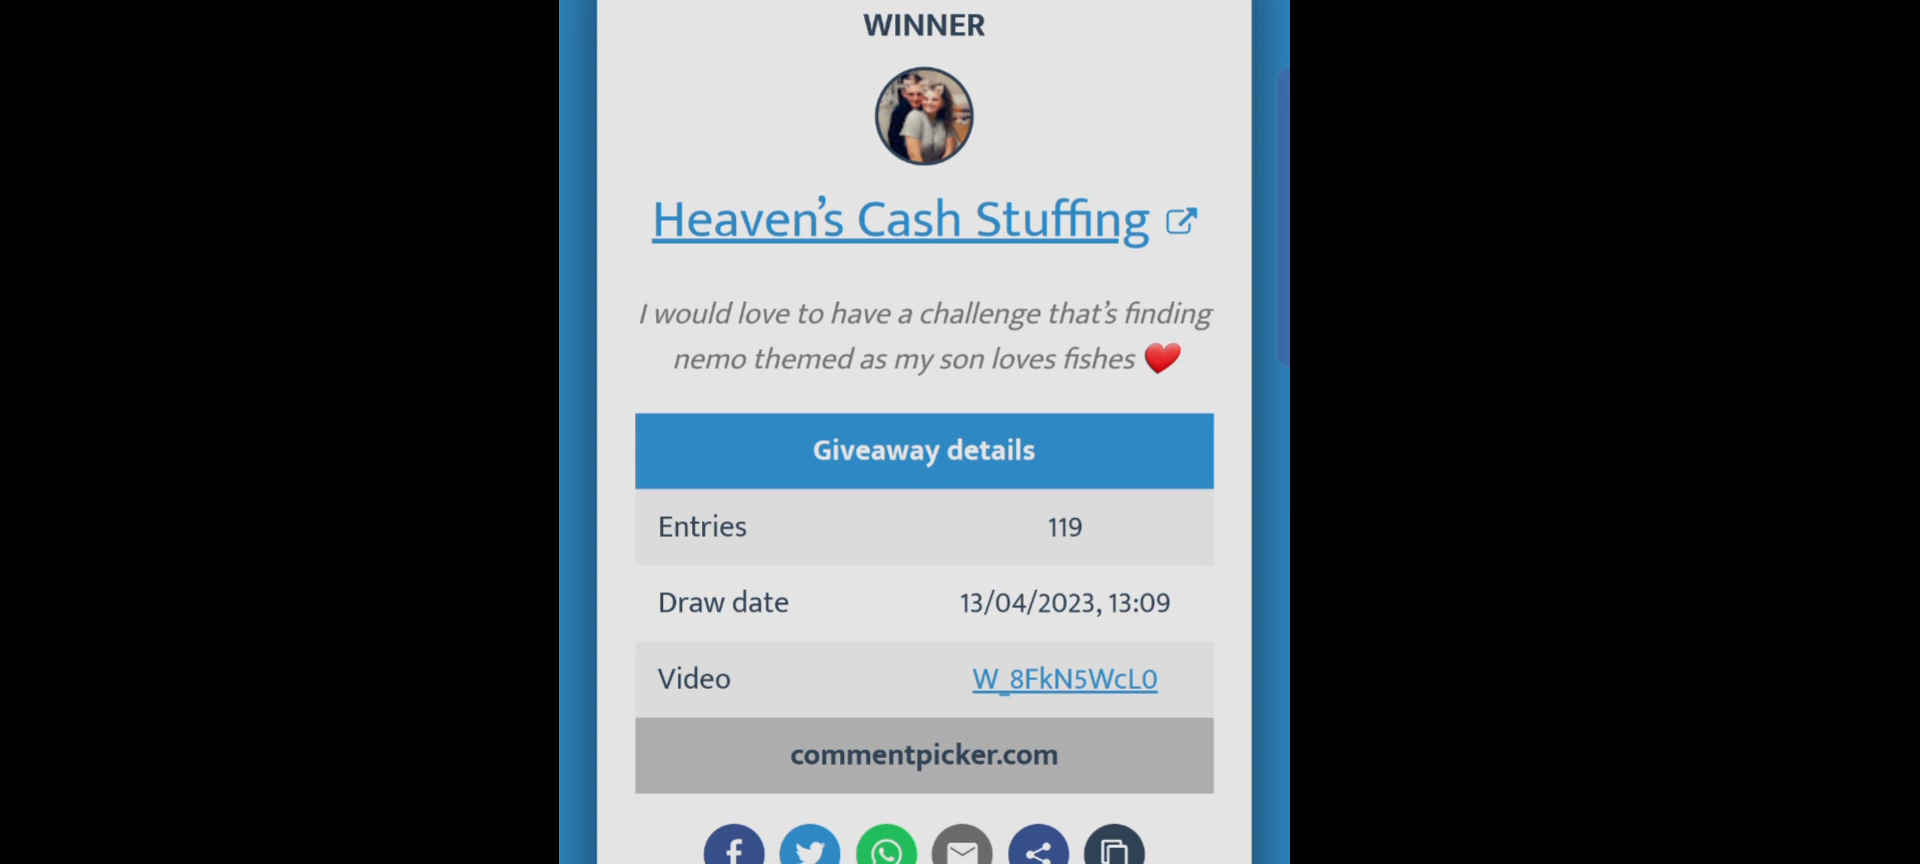 WINNER
Heaven's Cash Stuffing
I would love to have a challenge that's finding
nemo themed as my son loves fishes ❤️
Giveaway details
Entries 119
Draw date 13/04/2023, 13:09
Video W_8FkN5WcL0
commentpicker.com